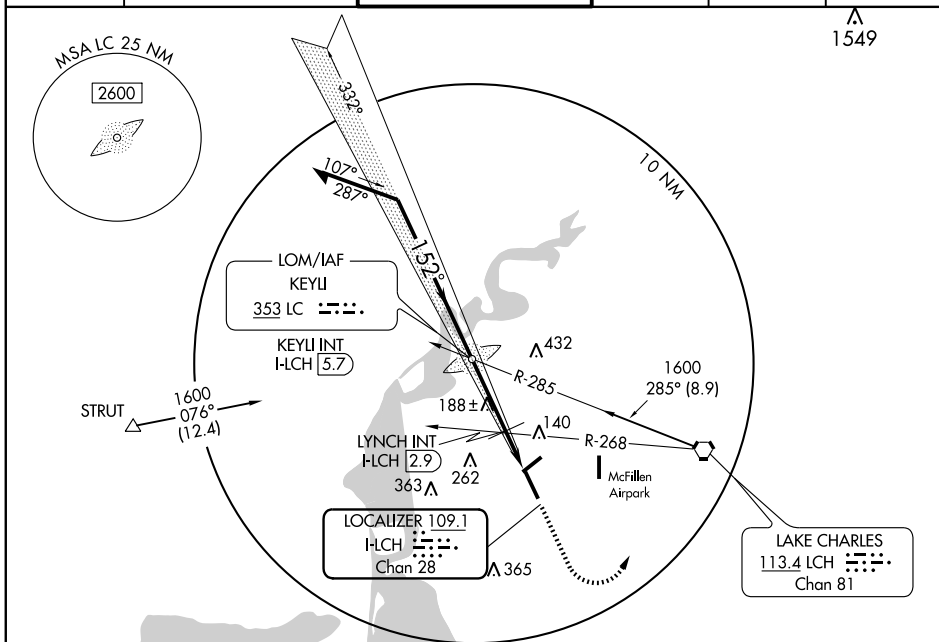 1549
MSA LC 25 NM
2600
332°
10 NM
107°
287°
152°
LOM/IAF
KEYLI
353 LC
KEYLI INT
I-LCH 5.7
432
R-285
1600
285° (8.9)
STRUT
1600
076°
(12.4)
188±
140
R-268
LYNCH INT
I-LCH 2.9
262
363
McFillen
Airpark
LOCALIZER 109.1
I-LCH
Chan 28
365
LAKE CHARLES
113.4 LCH
Chan 81